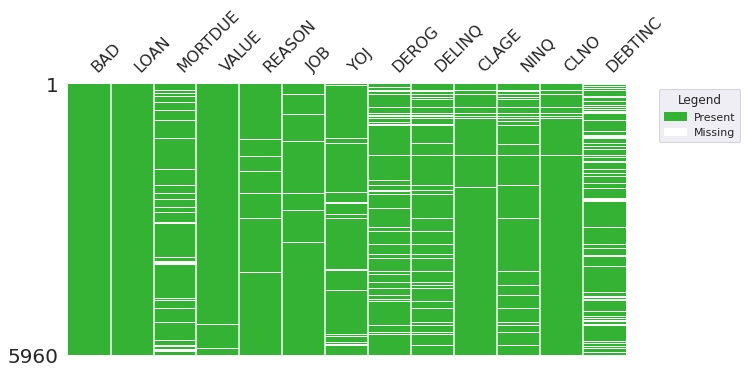 BAD LOAN MORTDUE VALUE REASON JOB YOJ DEROG DELINQ CLAGE NINQ CLNO DEBTINC
1
Legend
Present
Missing
5960